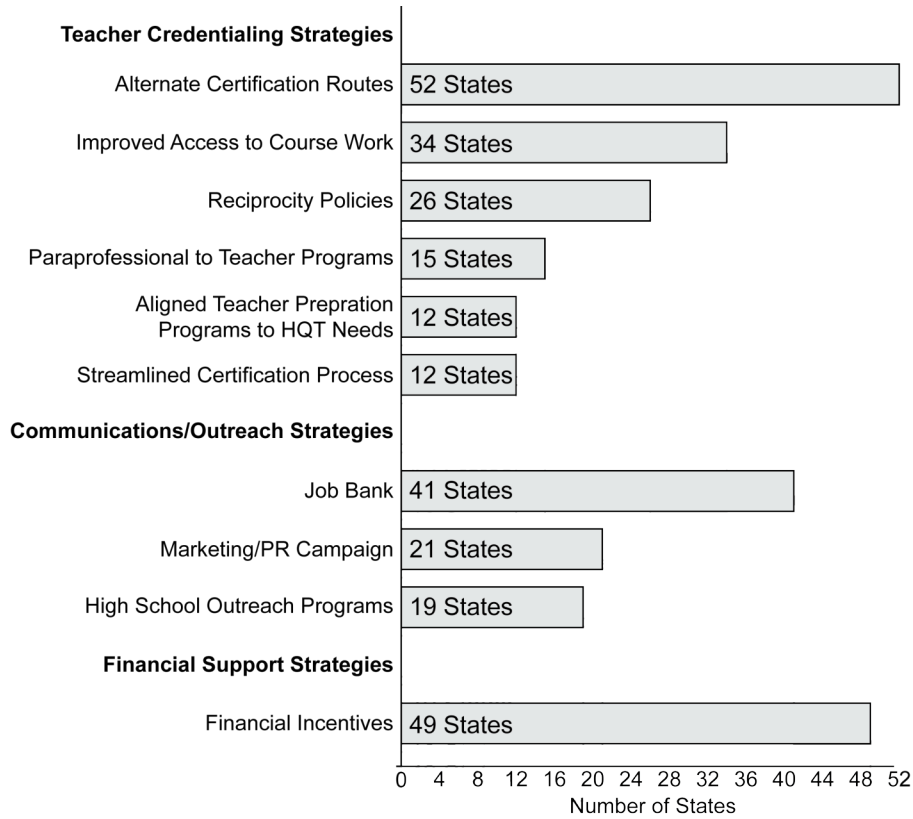 Teacher Credentialing Strategies
Alternate Certification Routes 52 States
Improved Access to Course Work 34 States
Reciprocity Policies 26 States
Paraprofessional to Teacher Programs 15 States
Aligned Teacher Prepration
Programs to HQT Needs 12 States
Streamlined Certification Process 12 States
Communications/Outreach Strategies
Job Bank 41 States
Marketing/PR Campaign 21 States
High School Outreach Programs 19 States
Financial Support Strategies
Financial Incentives 49 States
0 4 8 12 16 20 24 28 32 36 40 44 48 52
Number of States